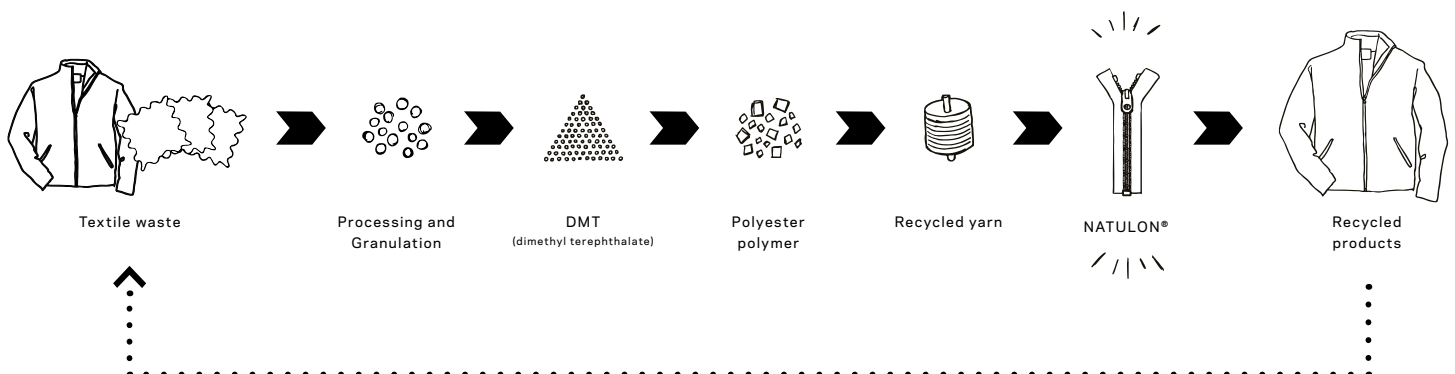 Textile waste
Processing and
Granulation
DMT
(dimethyl terephthalate)
Polyester
polymer
Recycled yarn
NATULON®
Recycled
products